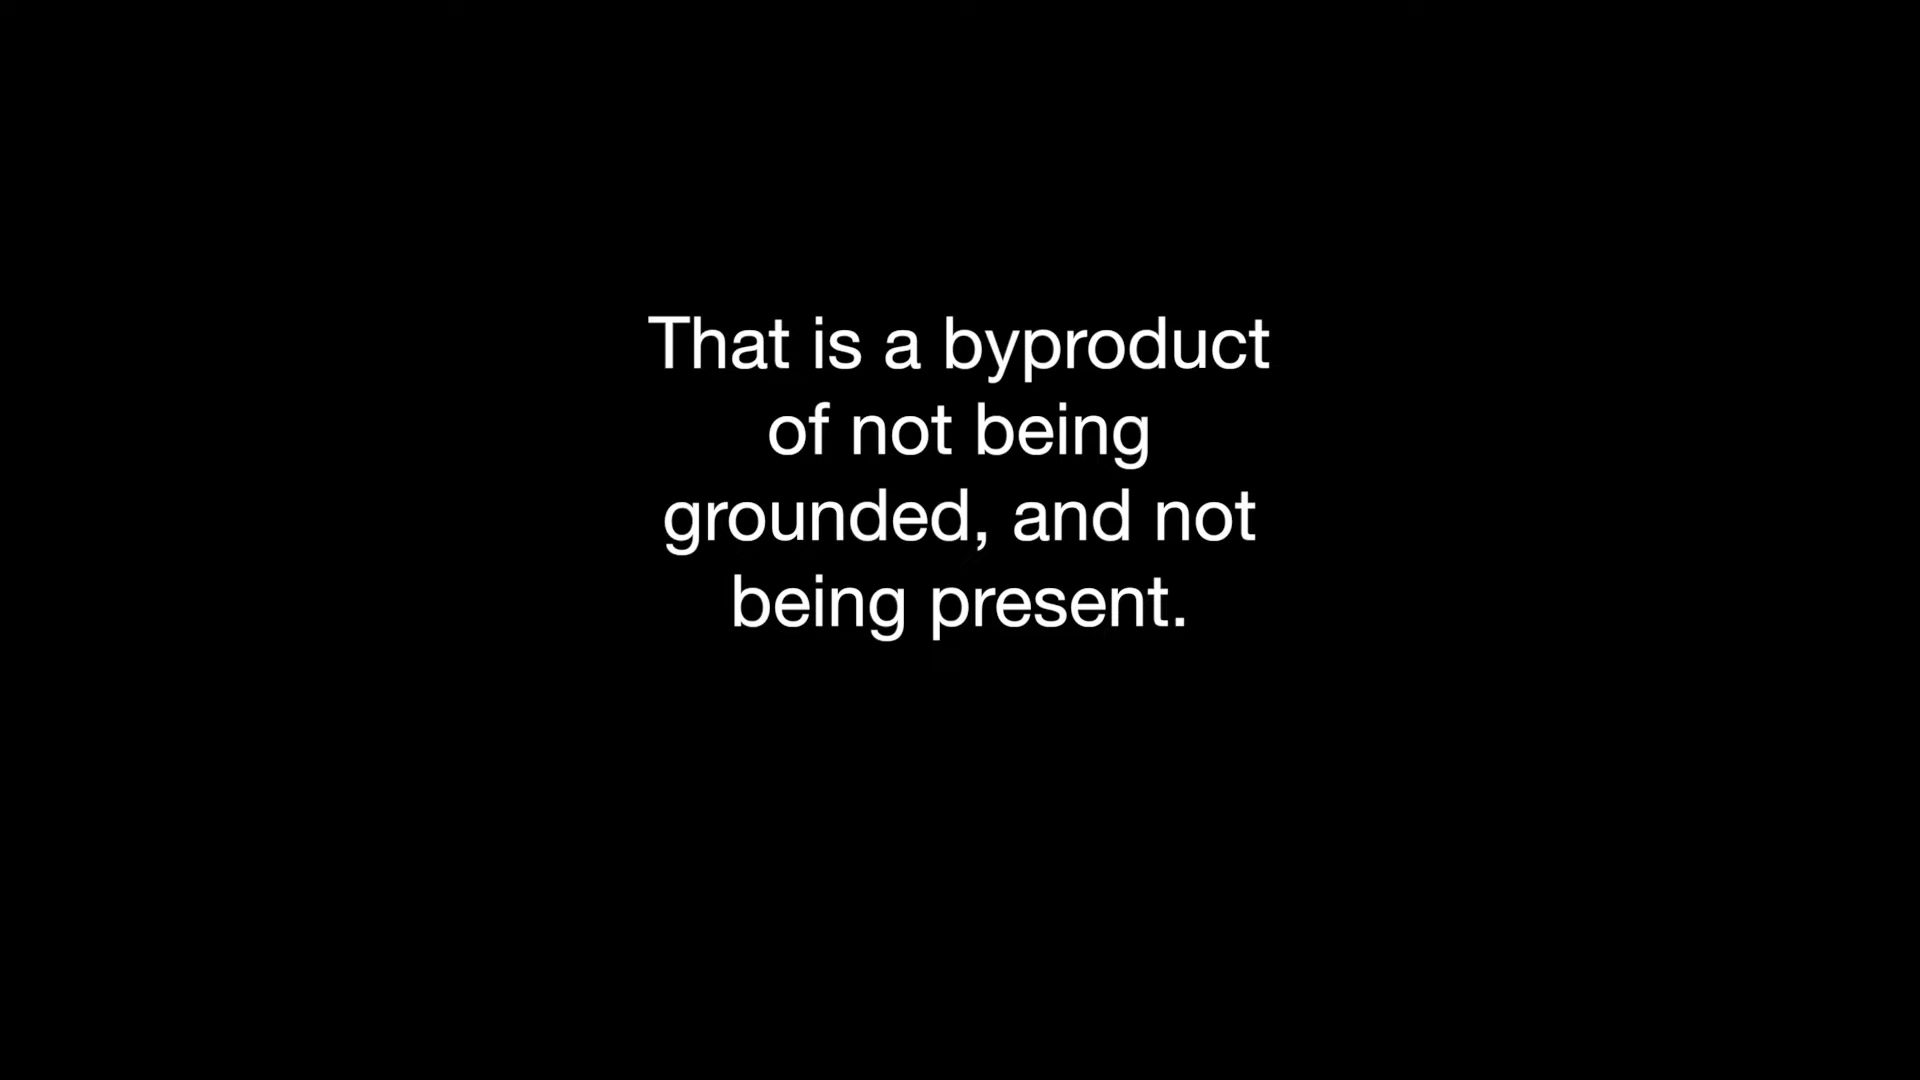 That is a byproduct
of not being
grounded, and not
being present.